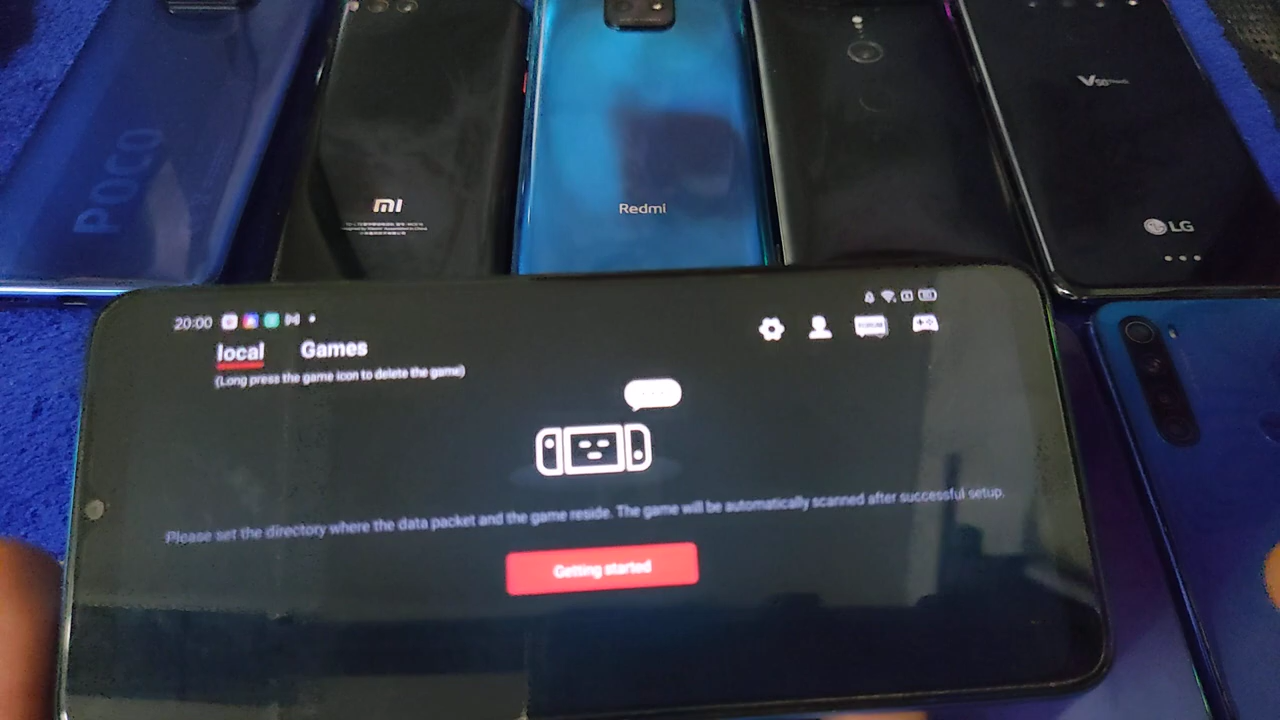 POCO
MI
Redmi
V50
LG
20:00
local
Games
FORUM
(Long press the game icon to delete the game)
Please set the directory where the data packet and the game reside. The game will be automatically scanned after successful setup.
Getting started